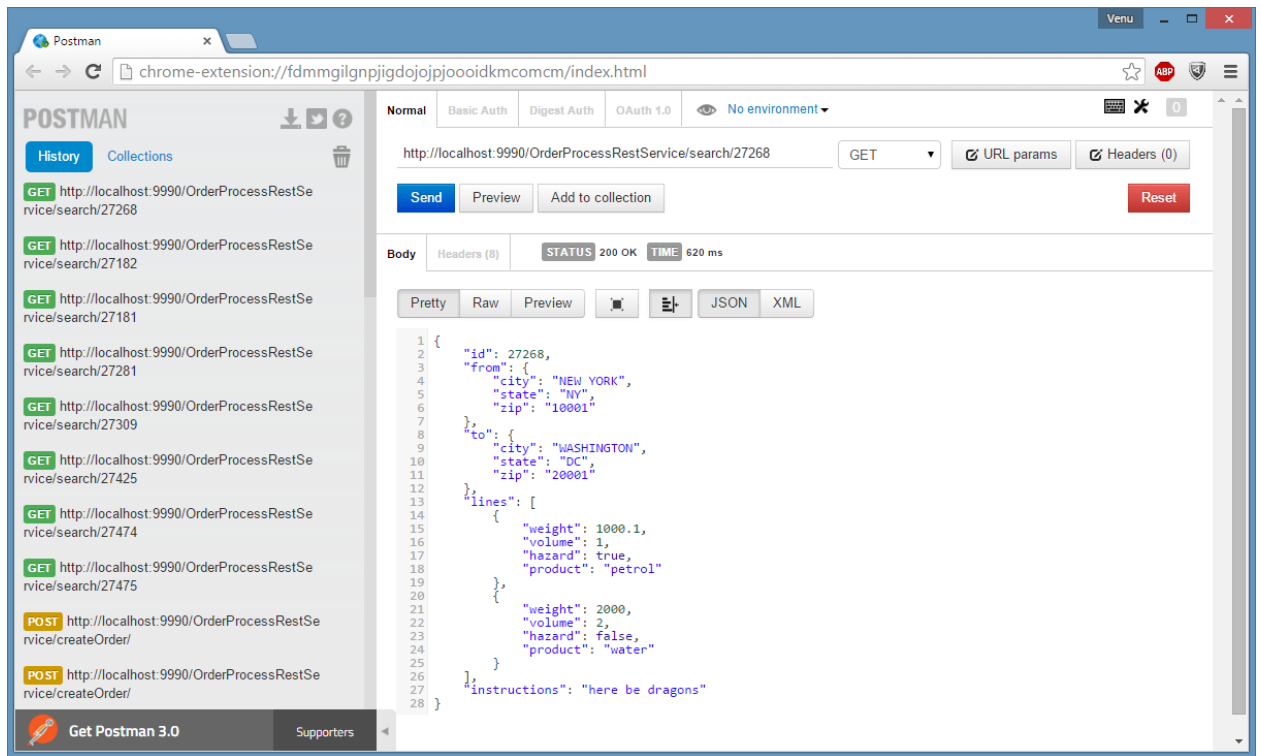 Venu
Postman
chrome-extension://fdmmgilgnpjigdojojpjoooidkmcomcm/index.html
ABP
POSTMAN
History Collections
GET http://localhost:9990/OrderProcessRestSe
rvice/search/27268
GET http://localhost:9990/OrderProcessRestSe
rvice/search/27182
GET http://localhost:9990/OrderProcessRestSe
rvice/search/27181
GET http://localhost:9990/OrderProcessRestSe
rvice/search/27281
GET http://localhost:9990/OrderProcessRestSe
rvice/search/27309
GET http://localhost:9990/OrderProcessRestSe
rvice/search/27425
GET http://localhost:9990/OrderProcessRestSe
rvice/search/27474
GET http://localhost:9990/OrderProcessRestSe
rvice/search/27475
POST http://localhost:9990/OrderProcessRestSe
rvice/createOrder/
POST http://localhost:9990/OrderProcessRestSe
rvice/createOrder/
Get Postman 3.0 Supporters
Normal Basic Auth Digest Auth OAuth 1.0 No environment 0
http://localhost:9990/OrderProcessRestService/search/27268 GET URL params Headers (0)
Send Preview Add to collection Reset
Body Headers (8) STATUS 200 OK TIME 620 ms
Pretty Raw Preview JSON XML
1 {
2 "id": 27268,
3 "from": {
4 "city": "NEW YORK",
5 "state": "NY",
6 "zip": "10001"
7 },
8 "to": {
9 "city": "WASHINGTON",
10 "state": "DC",
11 "zip": "20001"
12 },
13 "lines": [
14 {
15 "weight": 1000.1,
16 "volume": 1,
17 "hazard": true,
18 "product": "petrol"
19 },
20 {
21 "weight": 2000,
22 "volume": 2,
23 "hazard": false,
24 "product": "water"
25 }
26 ],
27 "instructions": "here be dragons"
28 }